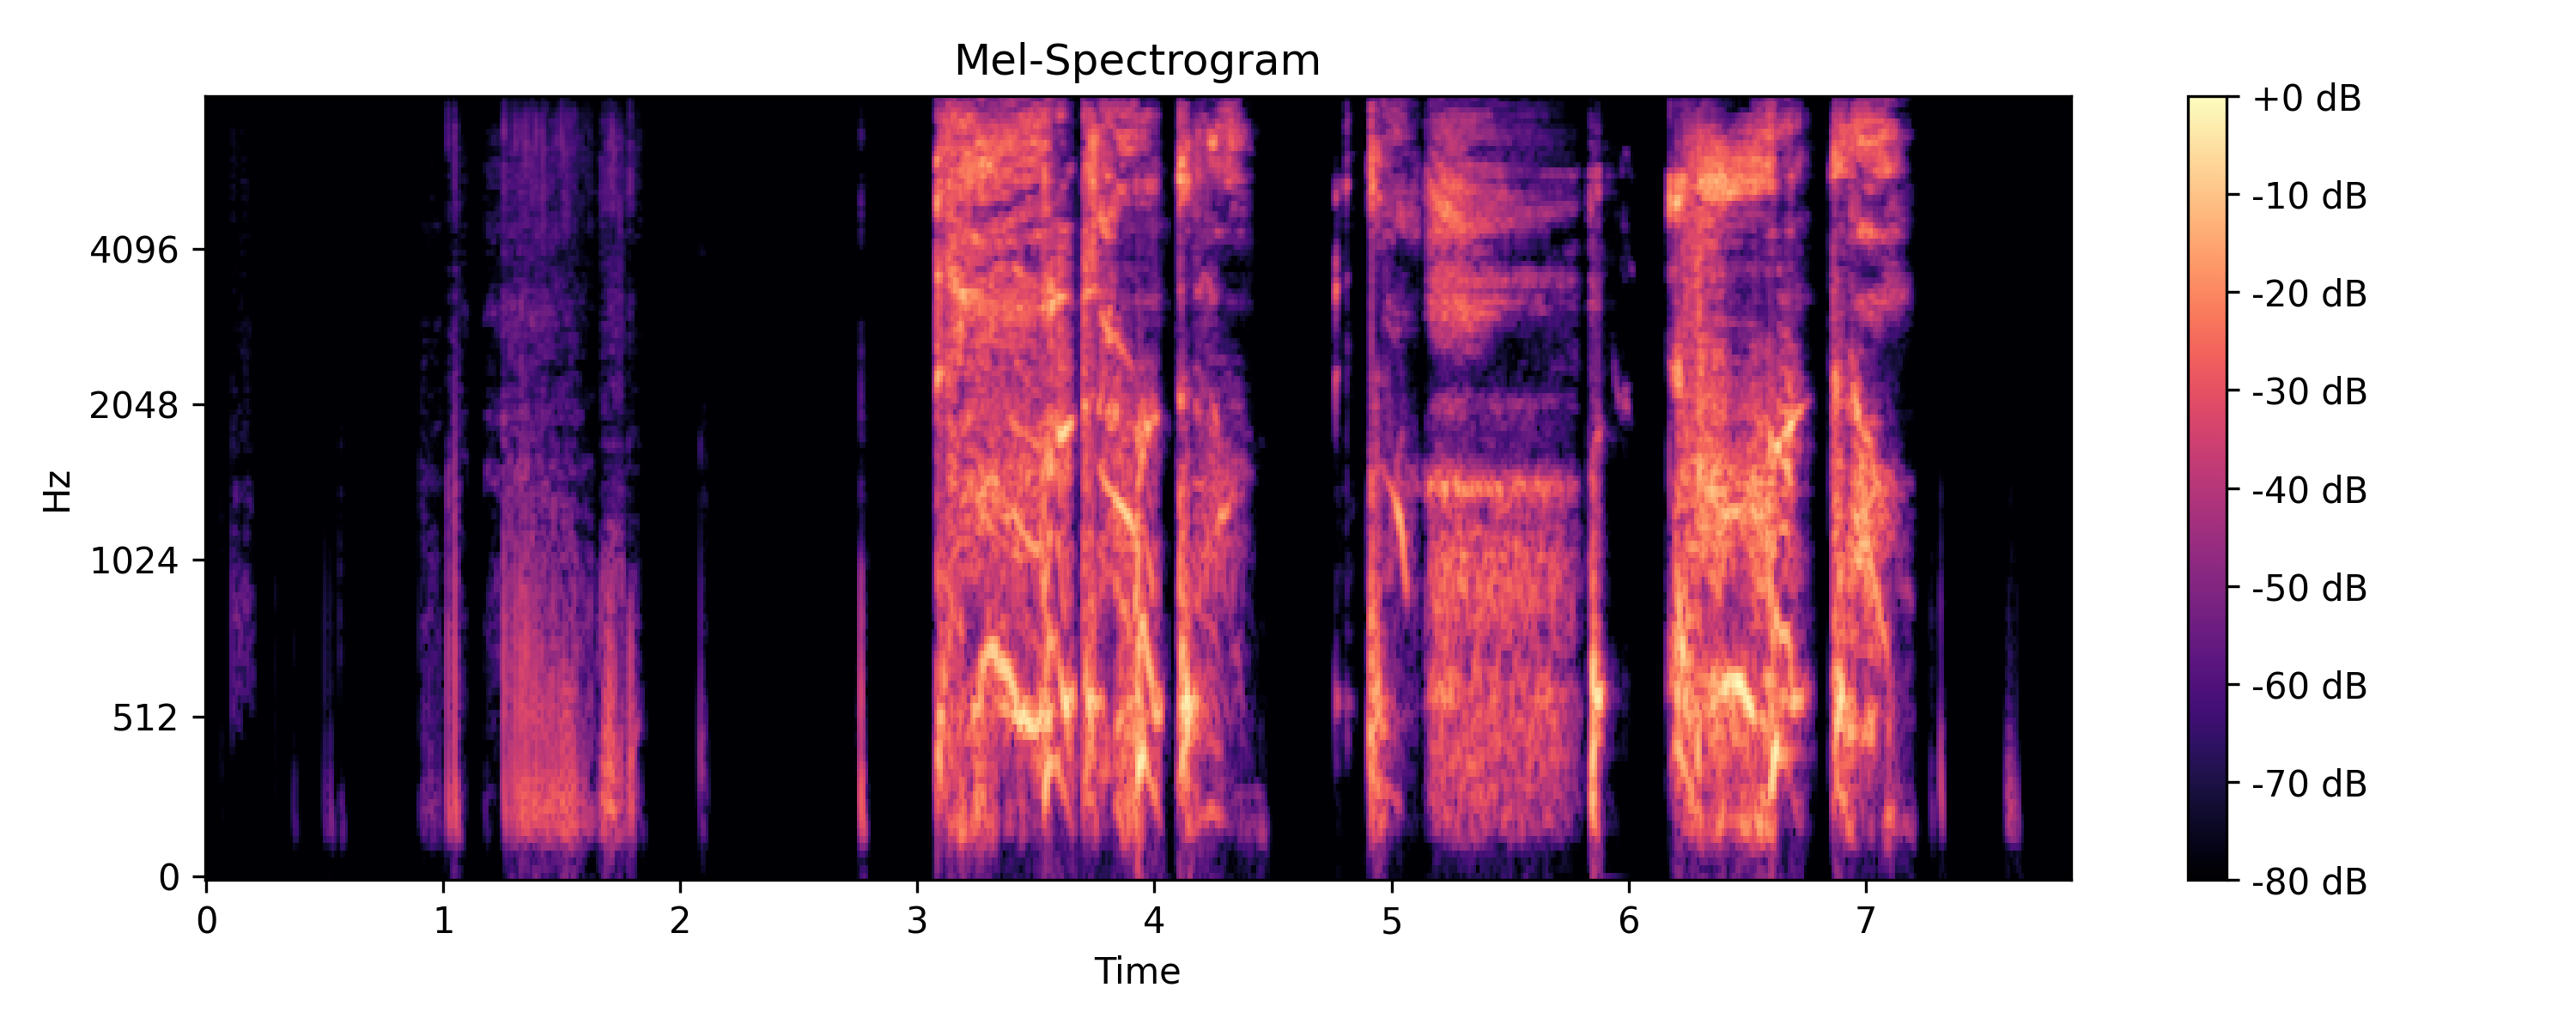 Mel-Spectrogram
+0 dB
-10 dB
-20 dB
-30 dB
-40 dB
-50 dB
-60 dB
-70 dB
-80 dB
Hz
4096
2048
1024
512
0
0 1 2 3 4 5 6 7
Time